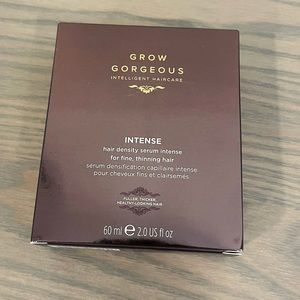 GROW
GORGEOUS
INTELLIGENT HAIRCARE
INTENSE
hair density serum intense
for fine, thinning hair
sérum densification capillaire intense
pour cheveux fins et clairsemés
FULLER, THICKER,
HEALTHY-LOOKING HAIR
60 ml e 2.0 US fl oz